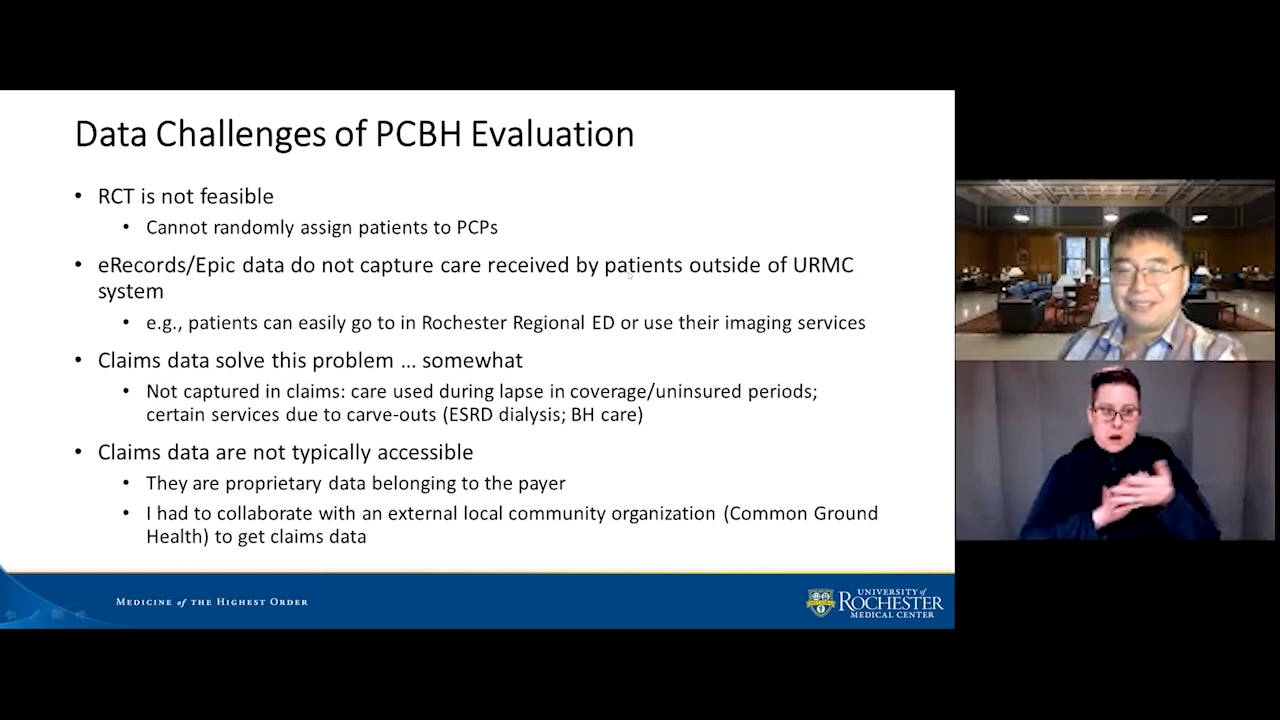 Data Challenges of PCBH Evaluation
• RCT is not feasible
• Cannot randomly assign patients to PCPs
• eRecords/Epic data do not capture care received by patients outside of URMC
system
• e.g., patients can easily go to in Rochester Regional ED or use their imaging services
• Claims data solve this problem ... somewhat
• Not captured in claims: care used during lapse in coverage/uninsured periods;
certain services due to carve-outs (ESRD dialysis; BH care)
• Claims data are not typically accessible
• They are proprietary data belonging to the payer
• I had to collaborate with an external local community organization (Common Ground
Health) to get claims data
MEDICINE of THE HIGHEST ORDER
UNIVERSITY of
ROCHESTER
MEDICAL CENTER